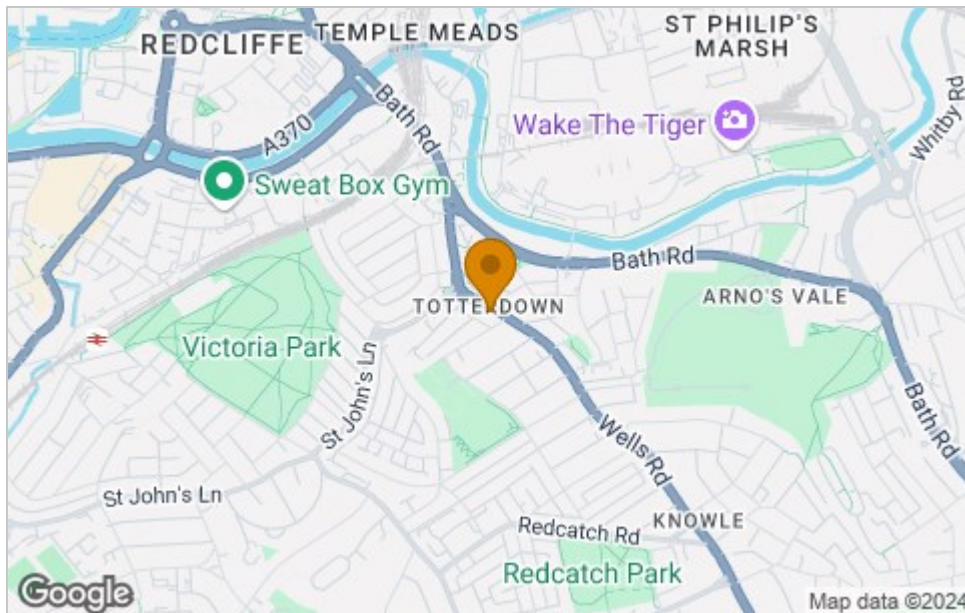 TEMPLE MEADS
ST PHILIP'S
MARSH
REDCLIFFE
Bath Rd
A370
Wake The Tiger
Whitby Rd
Sweat Box Gym
Bath Rd
TOTTERDOWN
ARNO'S VALE
Victoria Park
St John's Ln
Bath Rd
Wells Rd
St John's Ln
Redcatch Rd
KNOWLE
Redcatch Park
Google
Map data ©2024